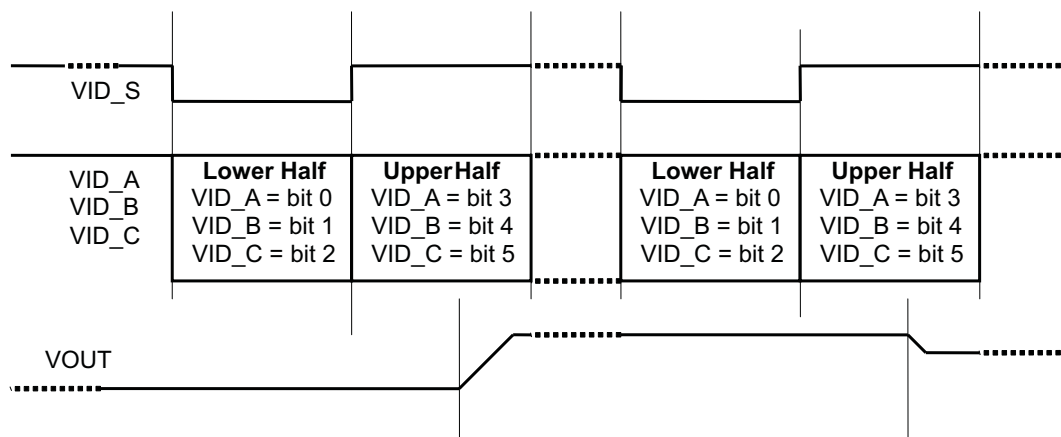 VID_S
VID_A
VID_B
VID_C
Lower Half
VID_A = bit 0
VID_B = bit 1
VID_C = bit 2
UpperHalf
VID_A = bit 3
VID_B = bit 4
VID_C = bit 5
Lower Half
VID_A = bit 0
VID_B = bit 1
VID_C = bit 2
Upper Half
VID_A = bit 3
VID_B = bit 4
VID_C = bit 5
VOUT